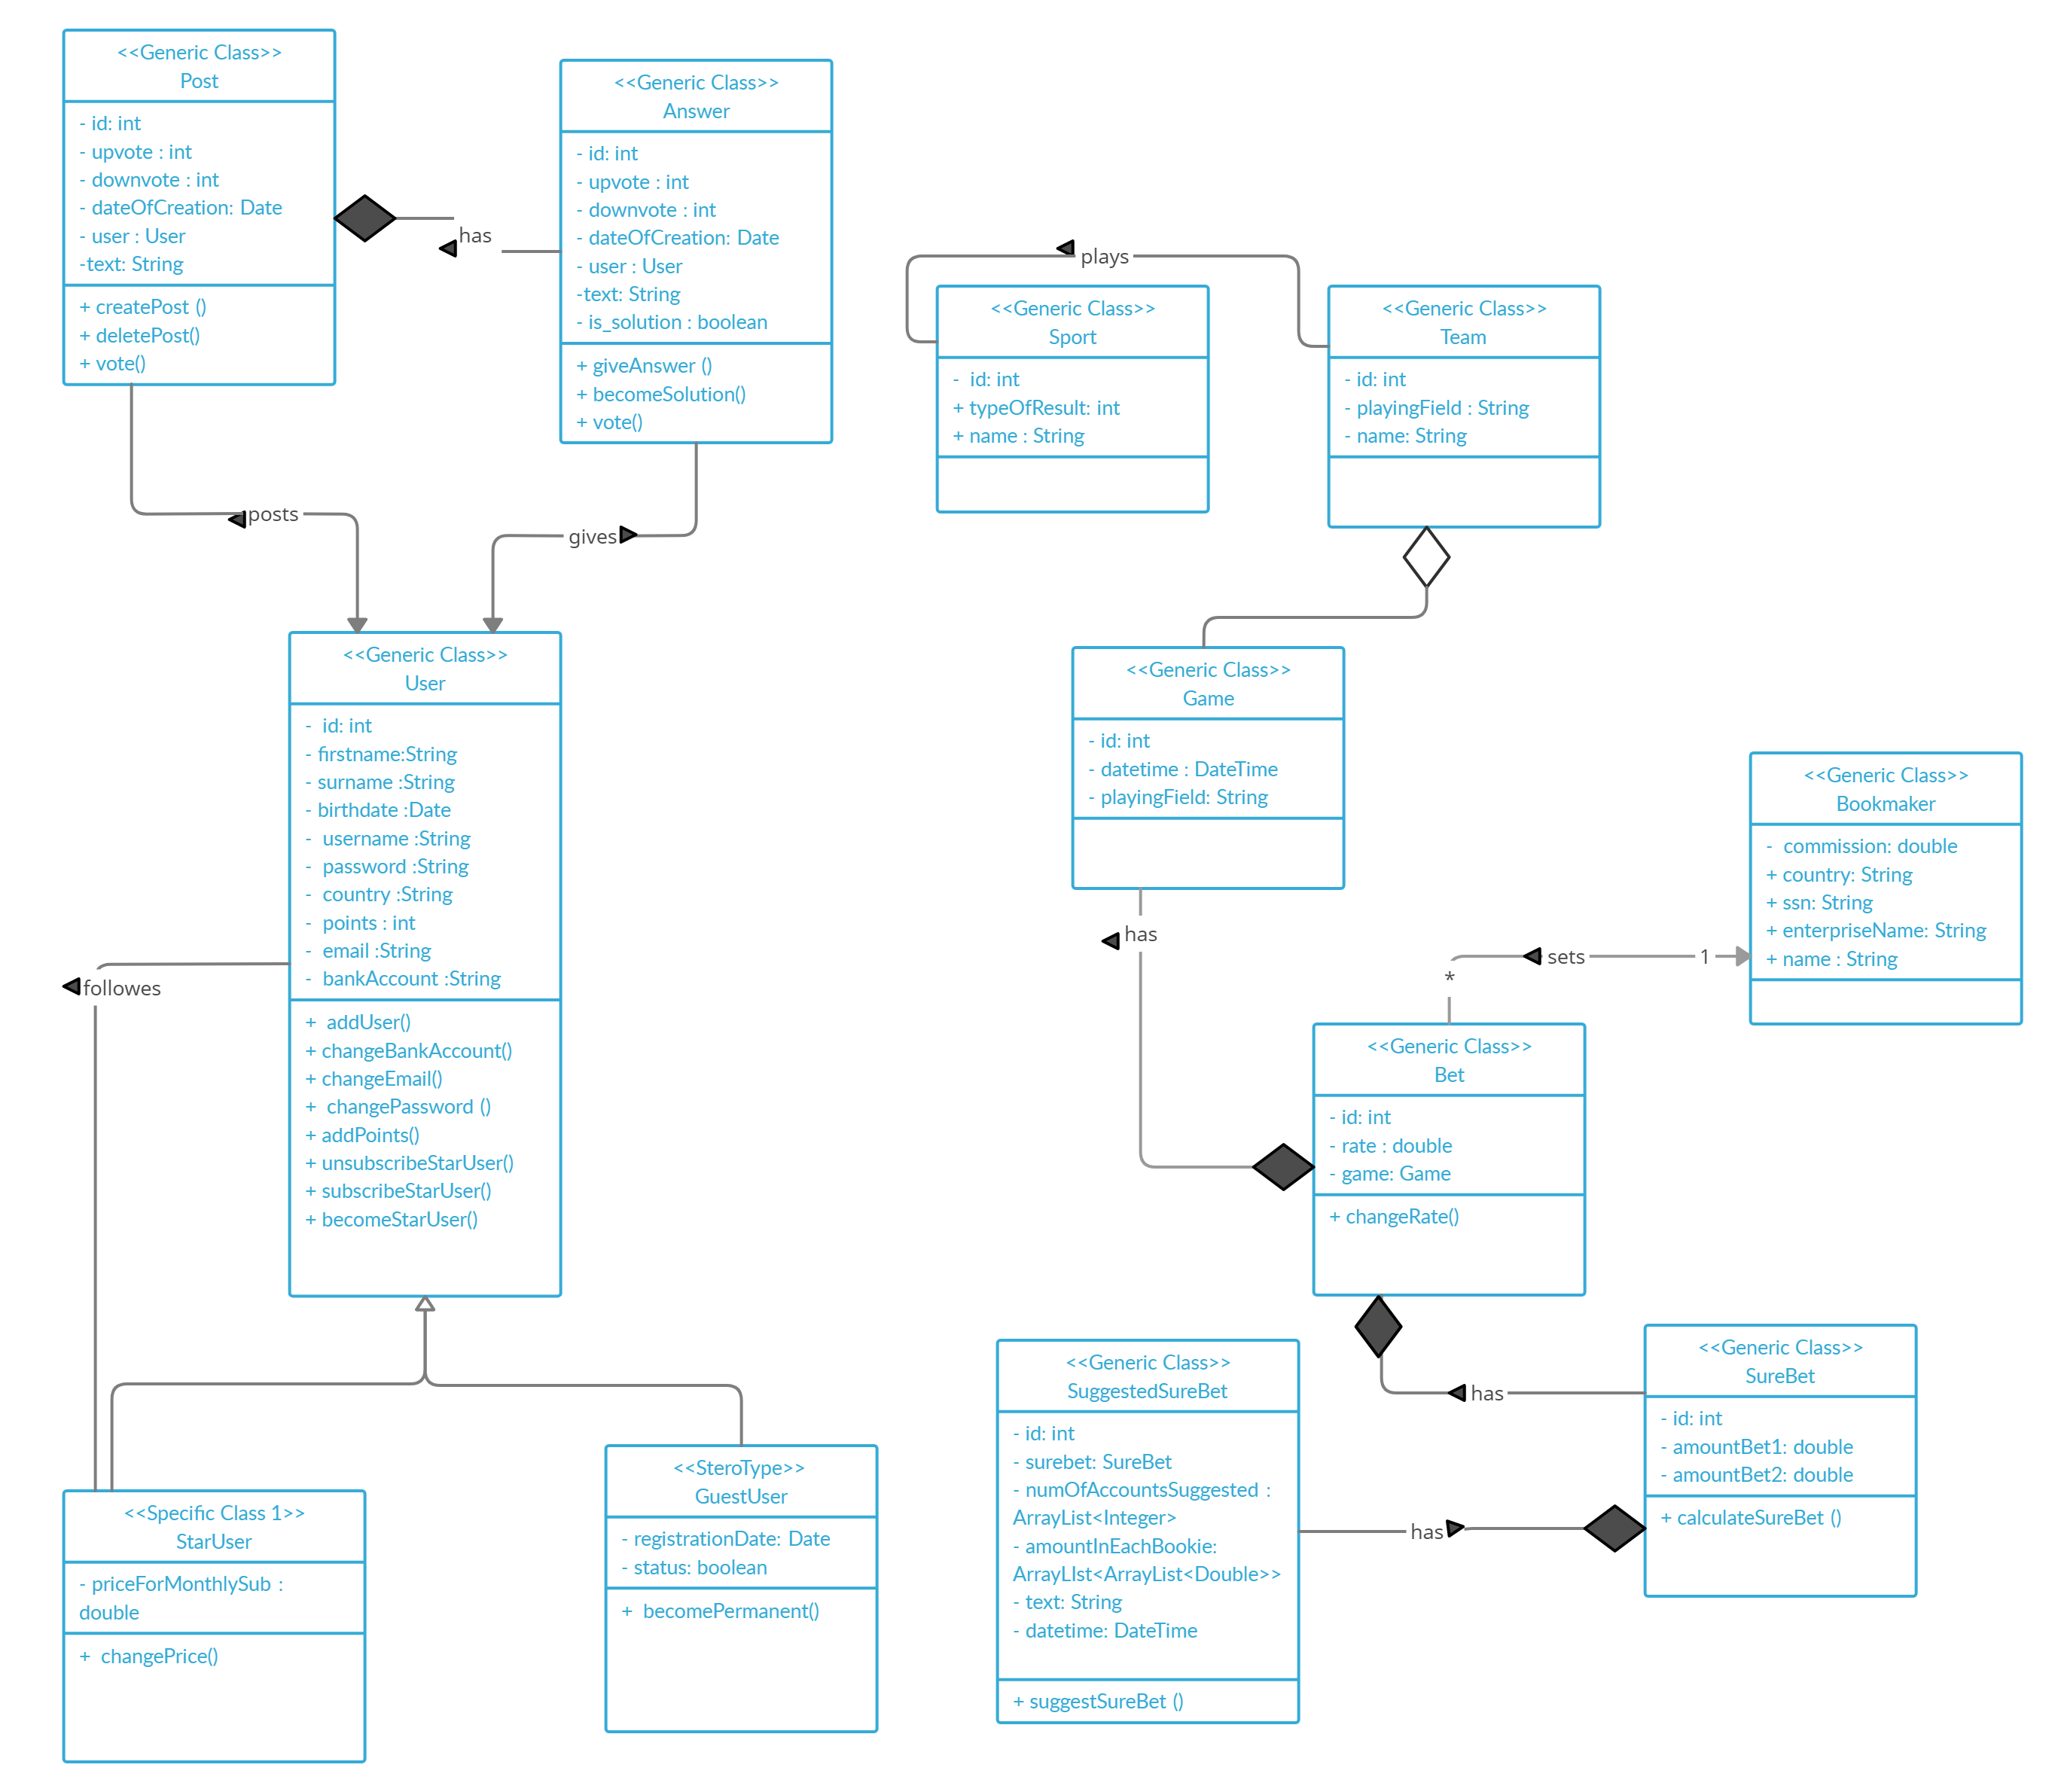 <<Generic Class>>
Post
- id: int
- upvote : int
- downvote : int
- dateOfCreation: Date
- user : User
-text: String
+ createPost ()
+ deletePost()
+ vote()
has
<<Generic Class>>
Answer
- id: int
- upvote : int
- downvote : int
- dateOfCreation: Date
- user : User
-text: String
- is_solution : boolean
+ giveAnswer ()
+ becomeSolution()
+ vote()
posts
gives
<<Generic Class>>
User
- id: int
- firstname:String
- surname :String
- birthdate :Date
- username :String
- password :String
- country :String
- points : int
- email :String
- bankAccount :String
+ addUser()
+ changeBankAccount()
+ changeEmail()
+ changePassword ()
+ addPoints()
+ unsubscribeStarUser()
+ subscribeStarUser()
+ becomeStarUser()
followes
<<Specific Class 1>>
StarUser
- priceForMonthlySub :
double
+ changePrice()
<<SteroType>>
GuestUser
- registrationDate: Date
- status: boolean
+ becomePermanent()
plays
<<Generic Class>>
Sport
- id: int
+ typeOfResult: int
+ name : String
<<Generic Class>>
Team
- id: int
- playingField : String
- name: String
<<Generic Class>>
Game
- id: int
- datetime : DateTime
- playingField: String
has
<<Generic Class>>
Bookmaker
- commission: double
+ country: String
+ ssn: String
+ enterpriseName: String
+ name : String
sets
1
*
<<Generic Class>>
Bet
- id: int
- rate : double
- game: Game
+ changeRate()
has
<<Generic Class>>
SureBet
- id: int
- amountBet1: double
- amountBet2: double
+ calculateSureBet ()
has
<<Generic Class>>
SuggestedSureBet
- id: int
- surebet: SureBet
- numOfAccountsSuggested :
ArrayList<Integer>
- amountInEachBookie:
ArrayLIst<ArrayList<Double>>
- text: String
- datetime: DateTime
+ suggestSureBet ()